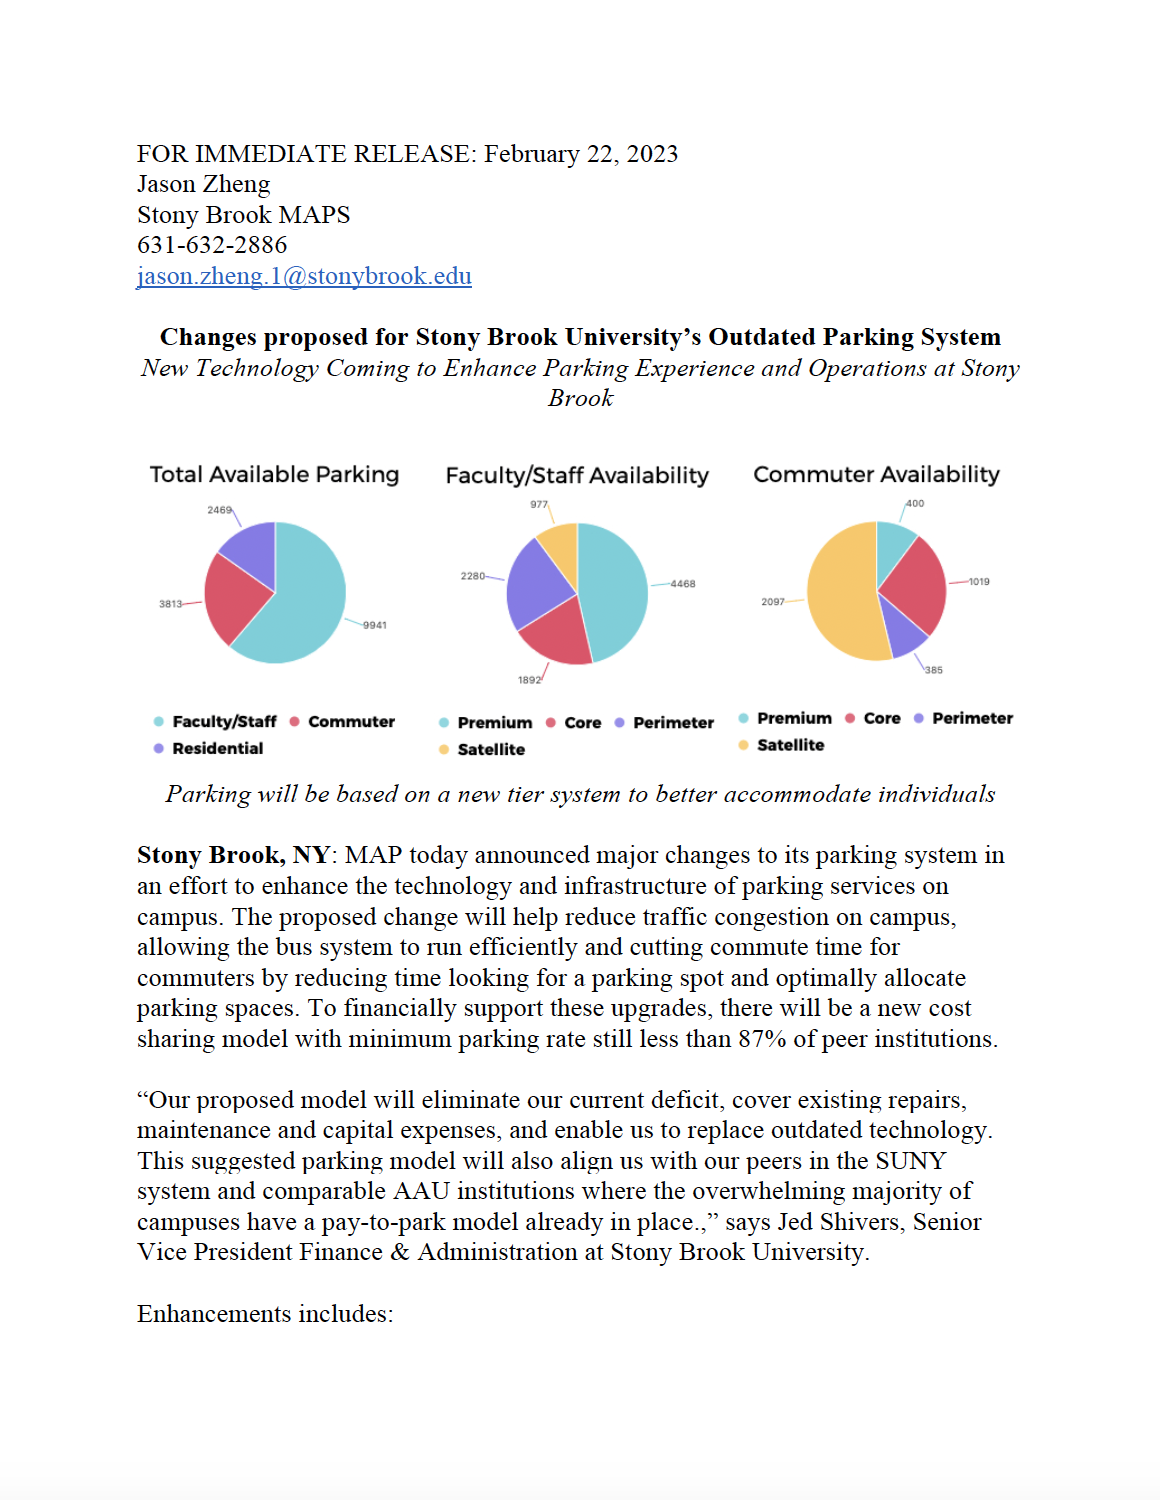 FOR IMMEDIATE RELEASE: February 22, 2023
Jason Zheng
Stony Brook MAPS
631-632-2886
jason.zheng.1@stonybrook.edu
Changes proposed for Stony Brook University’s Outdated Parking System
New Technology Coming to Enhance Parking Experience and Operations at Stony
Brook
Total Available Parking
2469
3813
9941
Faculty/Staff
Commuter
Residential
Faculty/Staff Availability
977
2280
4468
1892
Premium
Core
Perimeter
Satellite
Commuter Availability
400
1019
2097
385
Premium
Core
Perimeter
Satellite
Parking will be based on a new tier system to better accommodate individuals
Stony Brook, NY: MAP today announced major changes to its parking system in
an effort to enhance the technology and infrastructure of parking services on
campus. The proposed change will help reduce traffic congestion on campus,
allowing the bus system to run efficiently and cutting commute time for
commuters by reducing time looking for a parking spot and optimally allocate
parking spaces. To financially support these upgrades, there will be a new cost
sharing model with minimum parking rate still less than 87% of peer institutions.
“Our proposed model will eliminate our current deficit, cover existing repairs,
maintenance and capital expenses, and enable us to replace outdated technology.
This suggested parking model will also align us with our peers in the SUNY
system and comparable AAU institutions where the overwhelming majority of
campuses have a pay-to-park model already in place.,” says Jed Shivers, Senior
Vice President Finance & Administration at Stony Brook University.
Enhancements includes: